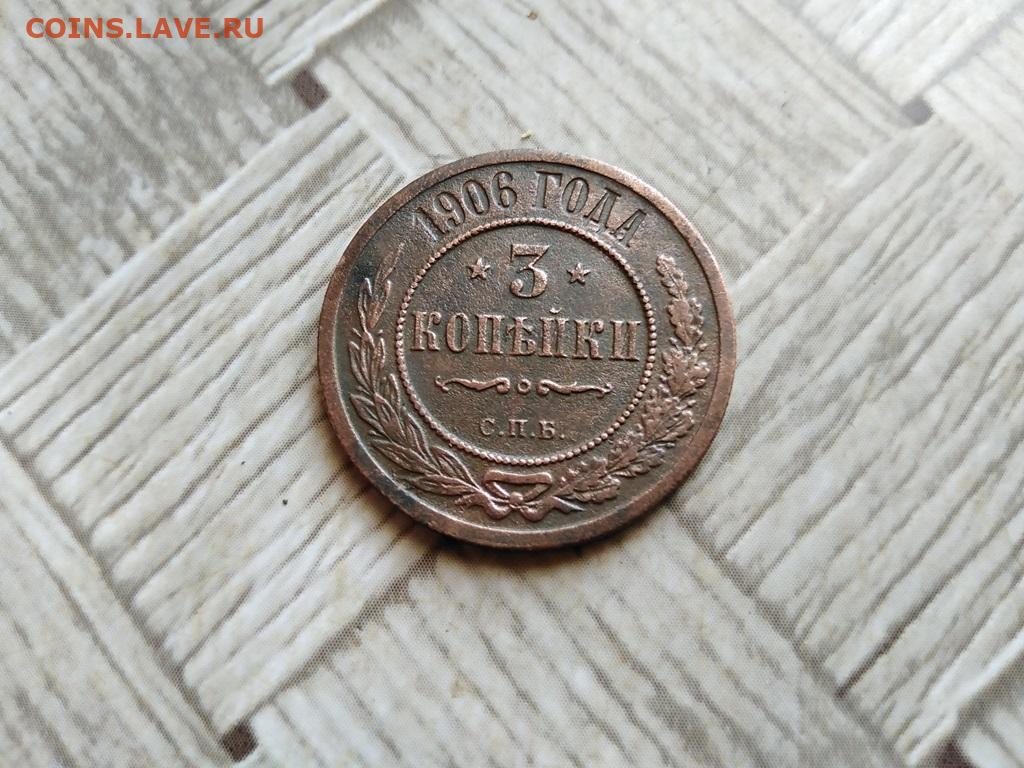 COINS.LAVE.RU
1906 ГОДА
3
КОПѢЙКИ
С.П.Б.